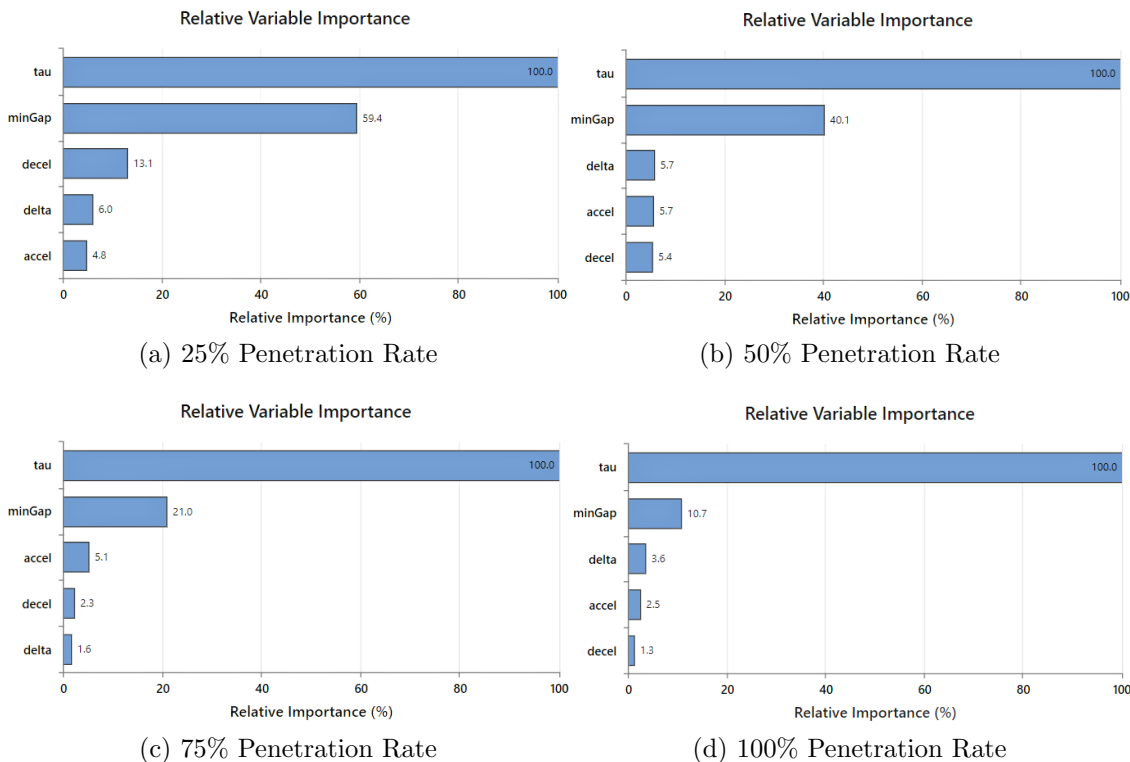 Relative Variable Importance
tau
100.0
minGap
59.4
decel
13.1
delta
6.0
accel
4.8
0 20 40 60 80 100
Relative Importance (%)
(a) 25% Penetration Rate
Relative Variable Importance
tau
100.0
minGap
40.1
delta
5.7
accel
5.7
decel
5.4
0 20 40 60 80 100
Relative Importance (%)
(b) 50% Penetration Rate
Relative Variable Importance
tau
100.0
minGap
21.0
accel
5.1
decel
2.3
delta
1.6
0 20 40 60 80 100
Relative Importance (%)
(c) 75% Penetration Rate
Relative Variable Importance
tau
100.0
minGap
10.7
delta
3.6
accel
2.5
decel
1.3
0 20 40 60 80 100
Relative Importance (%)
(d) 100% Penetration Rate